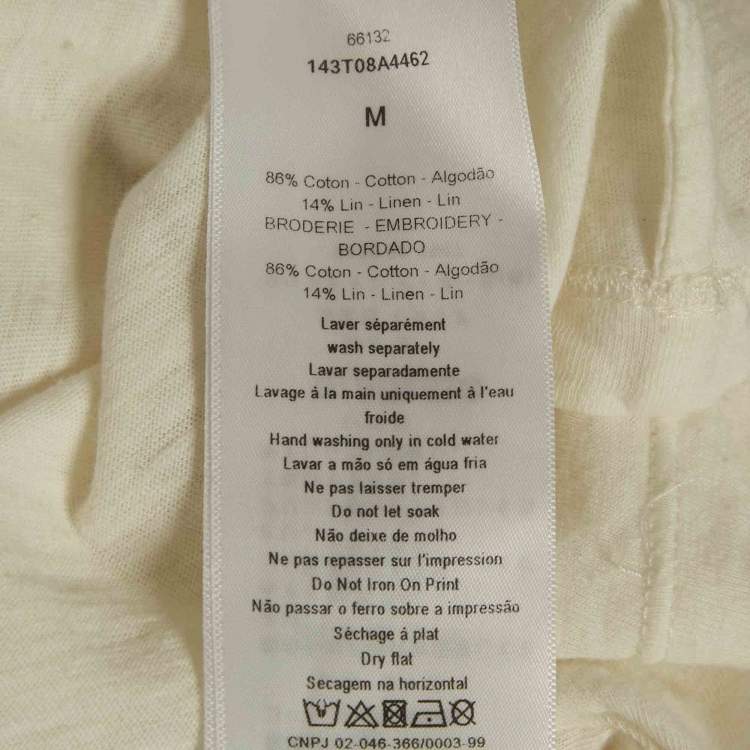 66132
143T08A4462
M
86% Coton - Cotton - Algodão
14% Lin - Linen - Lin
BRODERIE - EMBROIDERY -
BORDADO
86% Coton - Cotton - Algodão
14% Lin - Linen - Lin
Laver séparément
wash separately
Lavar separadamente
Lavage à la main uniquement à l'eau
froide
Hand washing only in cold water
Lavar a mão só em água fria
Ne pas laisser tremper
Do not let soak
Não deixe de molho
Ne pas repasser sur l'impression
Do Not Iron On Print
Não passar o ferro sobre a impressão
Séchage à plat
Dry flat
Secagem na horizontal
CNPJ 02-046-366/0003-99